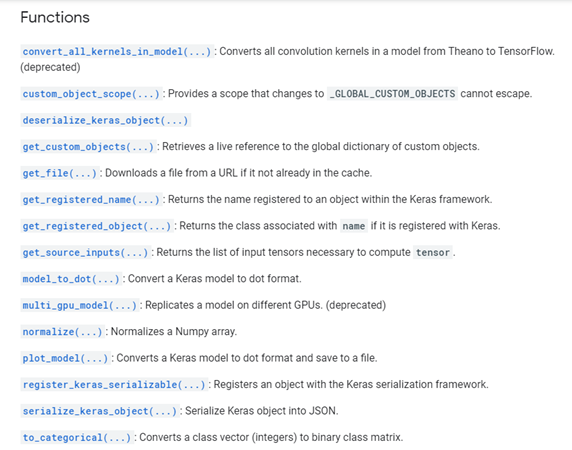 Functions
convert_all_kernels_in_model(...) : Converts all convolution kernels in a model from Theano to TensorFlow.
(deprecated)
custom_object_scope(...) : Provides a scope that changes to _GLOBAL_CUSTOM_OBJECTS cannot escape.
deserialize_keras_object(...)
get_custom_objects(...) : Retrieves a live reference to the global dictionary of custom objects.
get_file(...) : Downloads a file from a URL if it not already in the cache.
get_registered_name(...) : Returns the name registered to an object within the Keras framework.
get_registered_object(...) : Returns the class associated with name if it is registered with Keras.
get_source_inputs(...) : Returns the list of input tensors necessary to compute tensor .
model_to_dot(...) : Convert a Keras model to dot format.
multi_gpu_model(...) : Replicates a model on different GPUs. (deprecated)
normalize(...) : Normalizes a Numpy array.
plot_model(...) : Converts a Keras model to dot format and save to a file.
register_keras_serializable(...) : Registers an object with the Keras serialization framework.
serialize_keras_object(...) : Serialize Keras object into JSON.
to_categorical(...) : Converts a class vector (integers) to binary class matrix.